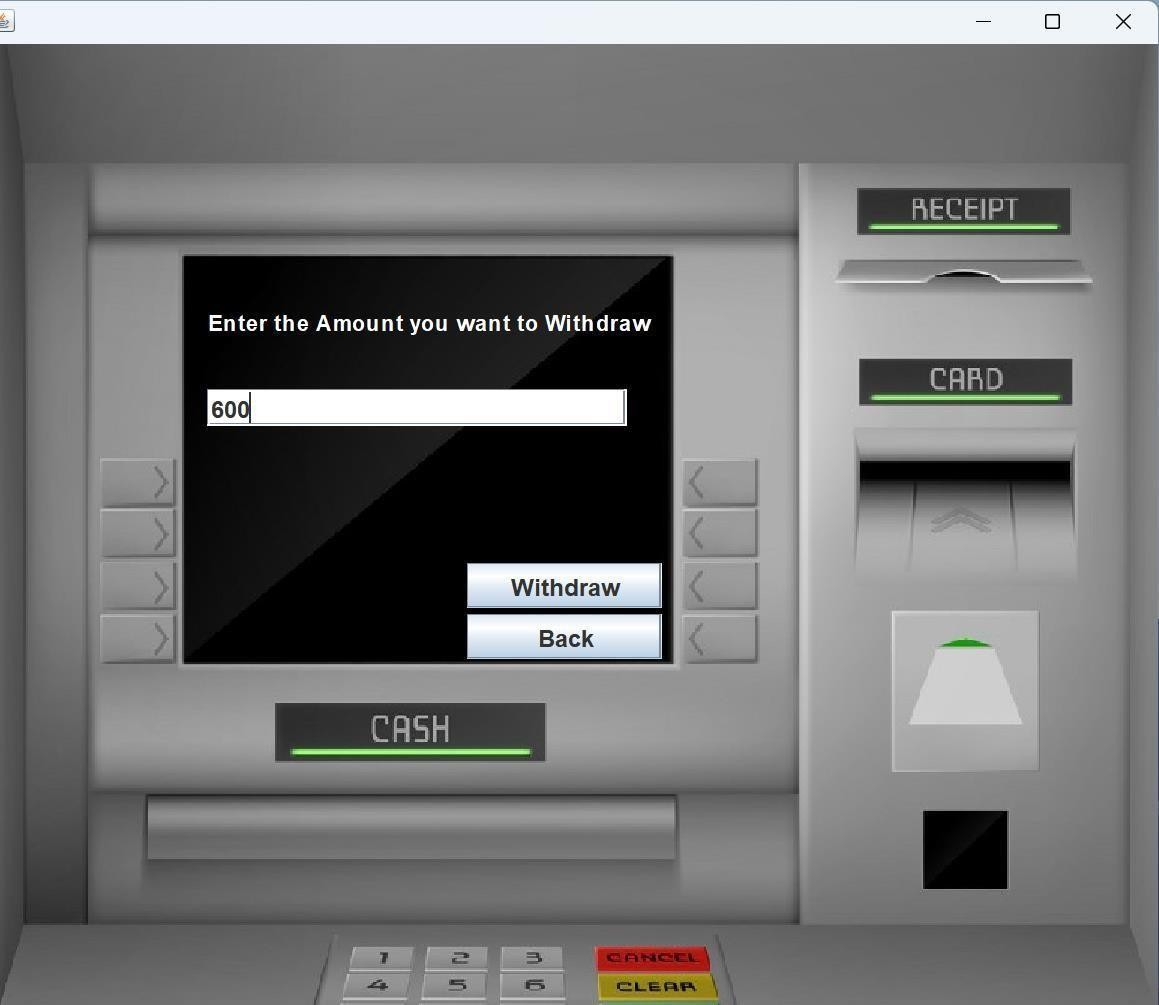 RECEIPT
Enter the Amount you want to Withdraw
CARD
600
Withdraw
Back
CASH
1 2 3 CANCEL
4 5 6 CLEAR